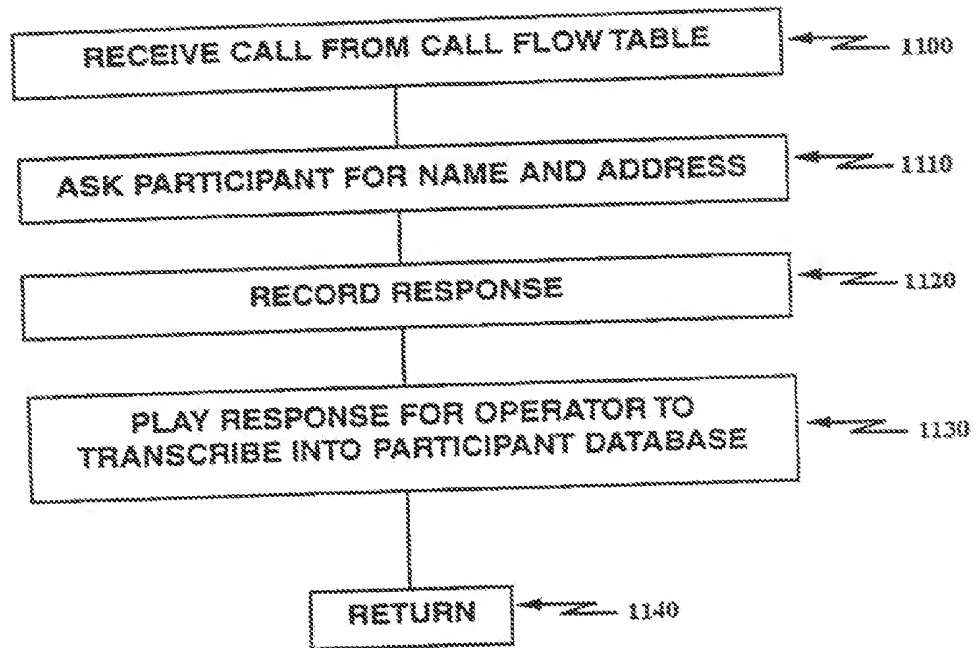 RECEIVE CALL FROM CALL FLOW TABLE
1100
ASK PARTICIPANT FOR NAME AND ADDRESS
1110
RECORD RESPONSE
1120
PLAY RESPONSE FOR OPERATOR TO
TRANSCRIBE INTO PARTICIPANT DATABASE
1130
RETURN
1140